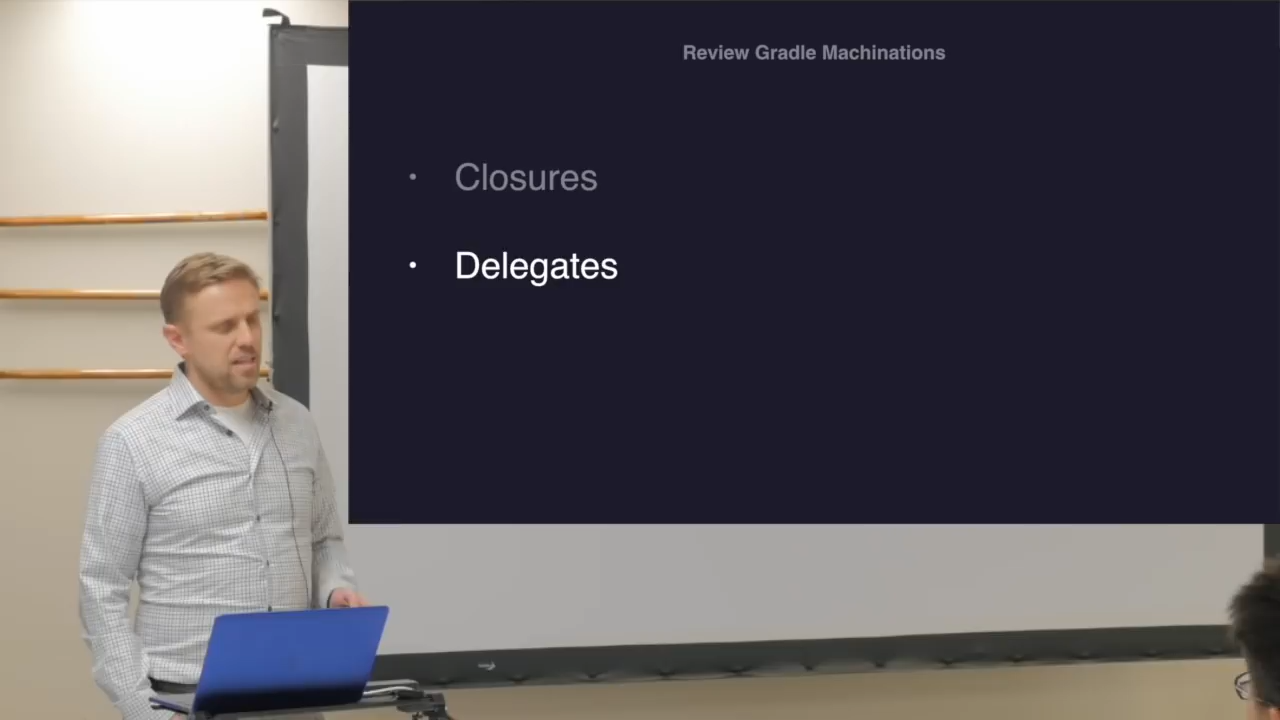 Review Gradle Machinations
• Closures
• Delegates